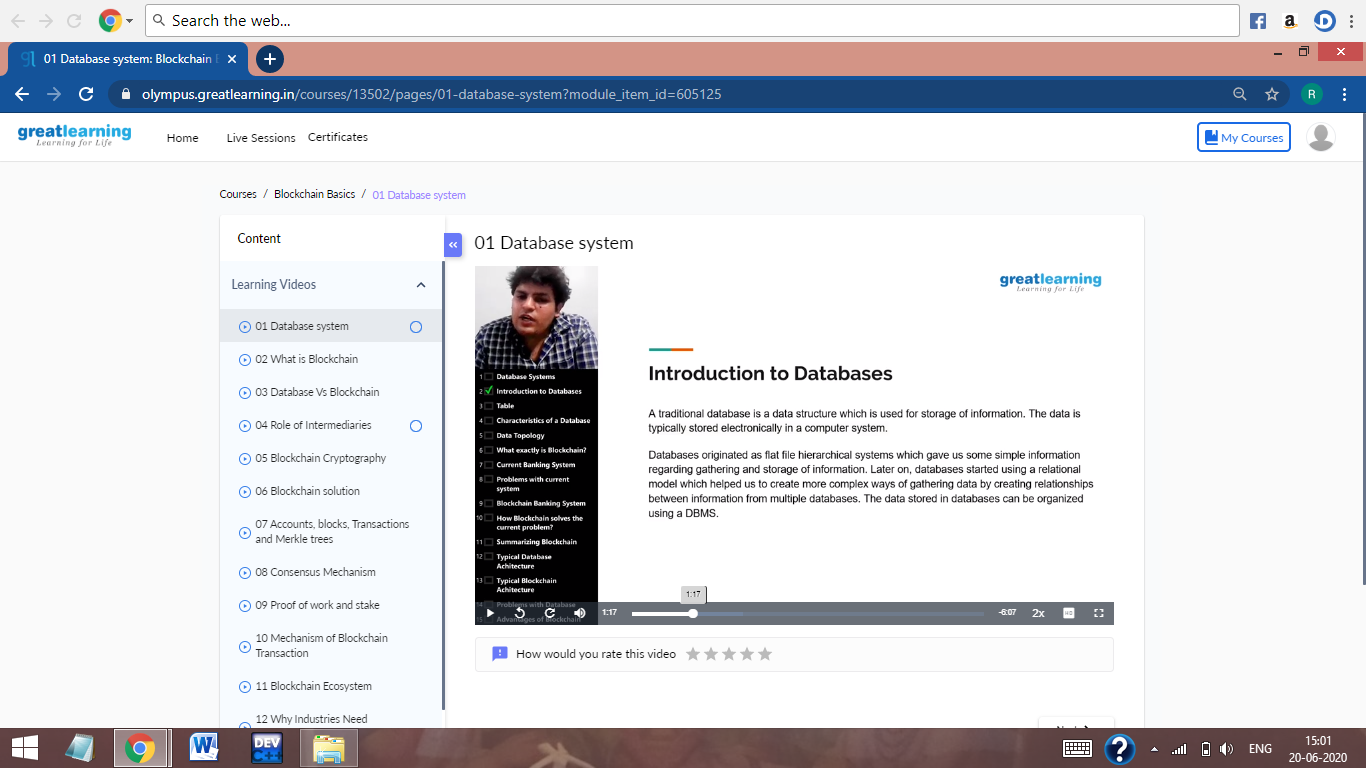 Search the web...
01 Database system: Blockchain
olympus.greatlearning.in/courses/13502/pages/01-database-system?module_item_id=605125
R
greatlearning
Learning for Life
Home
Live Sessions
Certificates
My Courses
Courses / Blockchain Basics / 01 Database system
Content
Learning Videos
01 Database system
02 What is Blockchain
03 Database Vs Blockchain
04 Role of Intermediaries
05 Blockchain Cryptography
06 Blockchain solution
07 Accounts, blocks, Transactions
and Merkle trees
08 Consensus Mechanism
09 Proof of work and stake
10 Mechanism of Blockchain
Transaction
11 Blockchain Ecosystem
12 Why Industries Need
01 Database system
1 Database Systems
2 Introduction to Databases
3 Table
4 Characteristics of a Database
5 Data Topology
6 What exactly is Blockchain?
7 Current Banking System
8 Problems with current
system
9 Blockchain Banking System
10 How Blockchain solves the
current problem?
11 Summarizing Blockchain
12 Typical Database
Achitecture
13 Typical Blockchain
Achitecture
14 Problems with Database
15 Advantages of Blockchain
greatlearning
Learning for Life
Introduction to Databases
A traditional database is a data structure which is used for storage of information. The data is
typically stored electronically in a computer system.
Databases originated as flat file hierarchical systems which gave us some simple information
regarding gathering and storage of information. Later on, databases started using a relational
model which helped us to create more complex ways of gathering data by creating relationships
between information from multiple databases. The data stored in databases can be organized
using a DBMS.
1:17
1:17
-6:07
2x
HD
How would you rate this video
DEV
C++
ENG
15:01
20-06-2020